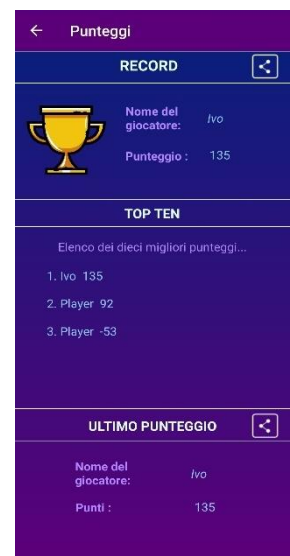 Punteggi
RECORD
Nome del
giocatore:
Ivo
Punteggio :
135
TOP TEN
Elenco dei dieci migliori punteggi...
1. Ivo 135
2. Player 92
3. Player -53
ULTIMO PUNTEGGIO
Nome del
giocatore:
Ivo
Punti :
135